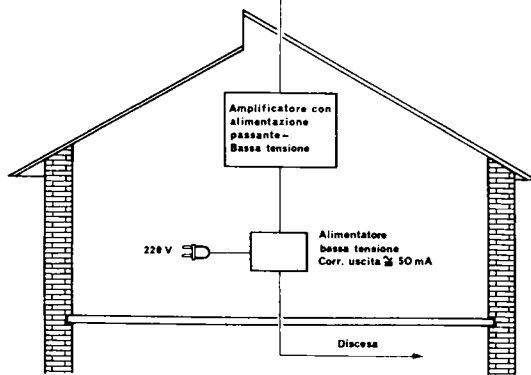 Amplificatore con
alimentazione
passante –
Bassa tensione
220 V
Alimentatore
bassa tensione
Corr. uscita ≅ 50 mA
Discesa